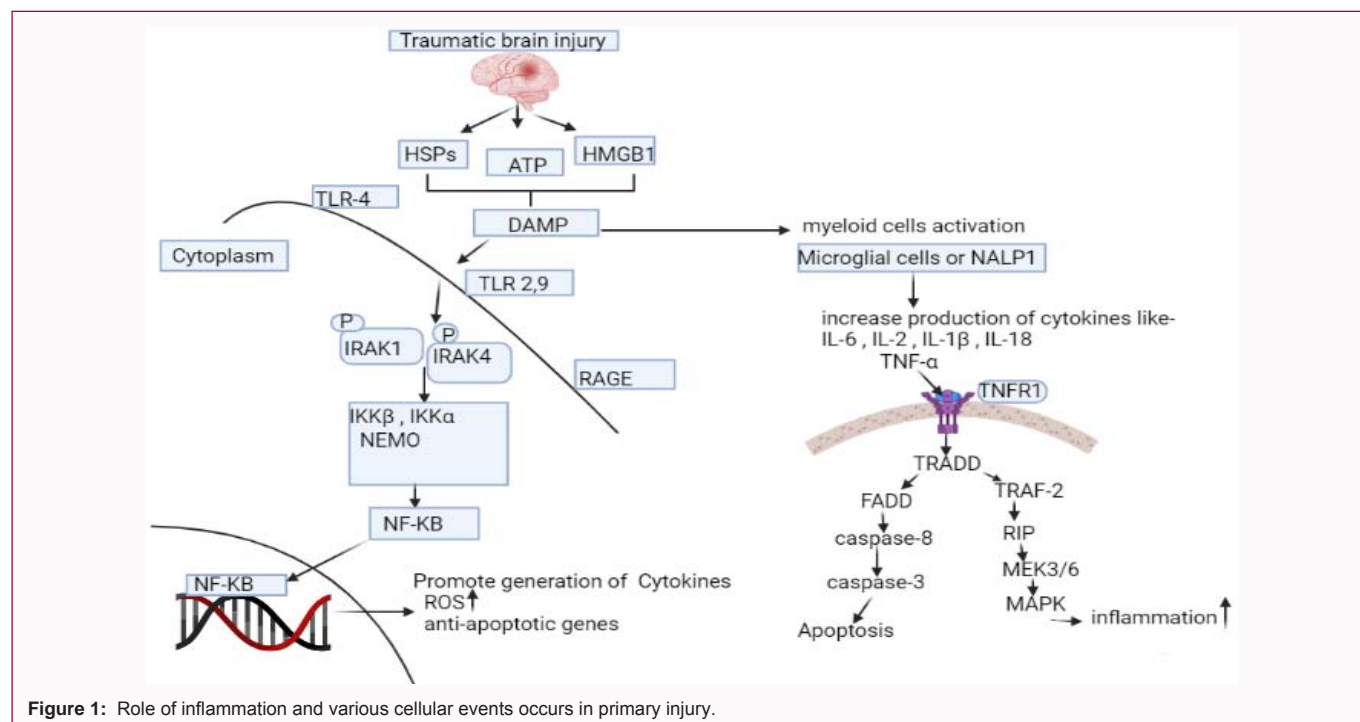 Traumatic brain injury
HSPs
ATP
HMGB1
TLR-4
DAMP
myeloid cells activation
Cytoplasm
Microglial cells or NALP1
TLR 2,9
increase production of cytokines like-
IL-6 , IL-2 , IL-1β , IL-18
TNF-α
P
IRAK1
P
IRAK4
RAGE
TNFR1
IKKβ , IKKα
NEMO
TRADD
FADD
TRAF-2
NF-KB
caspase-8
RIP
NF-KB
Promote generation of Cytokines
ROS
anti-apoptotic genes
caspase-3
MEK3/6
MAPK
inflammation
Apoptosis
Figure 1: Role of inflammation and various cellular events occurs in primary injury.